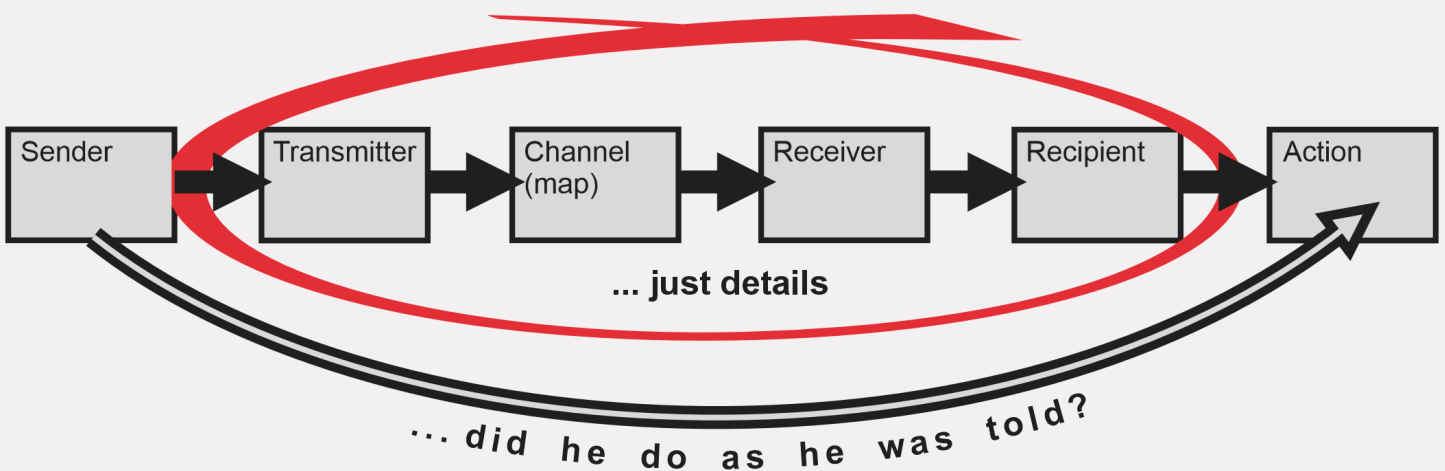 Sender
Transmitter
Channel
(map)
Receiver
Recipient
Action
... just details
... did he do as he was told?